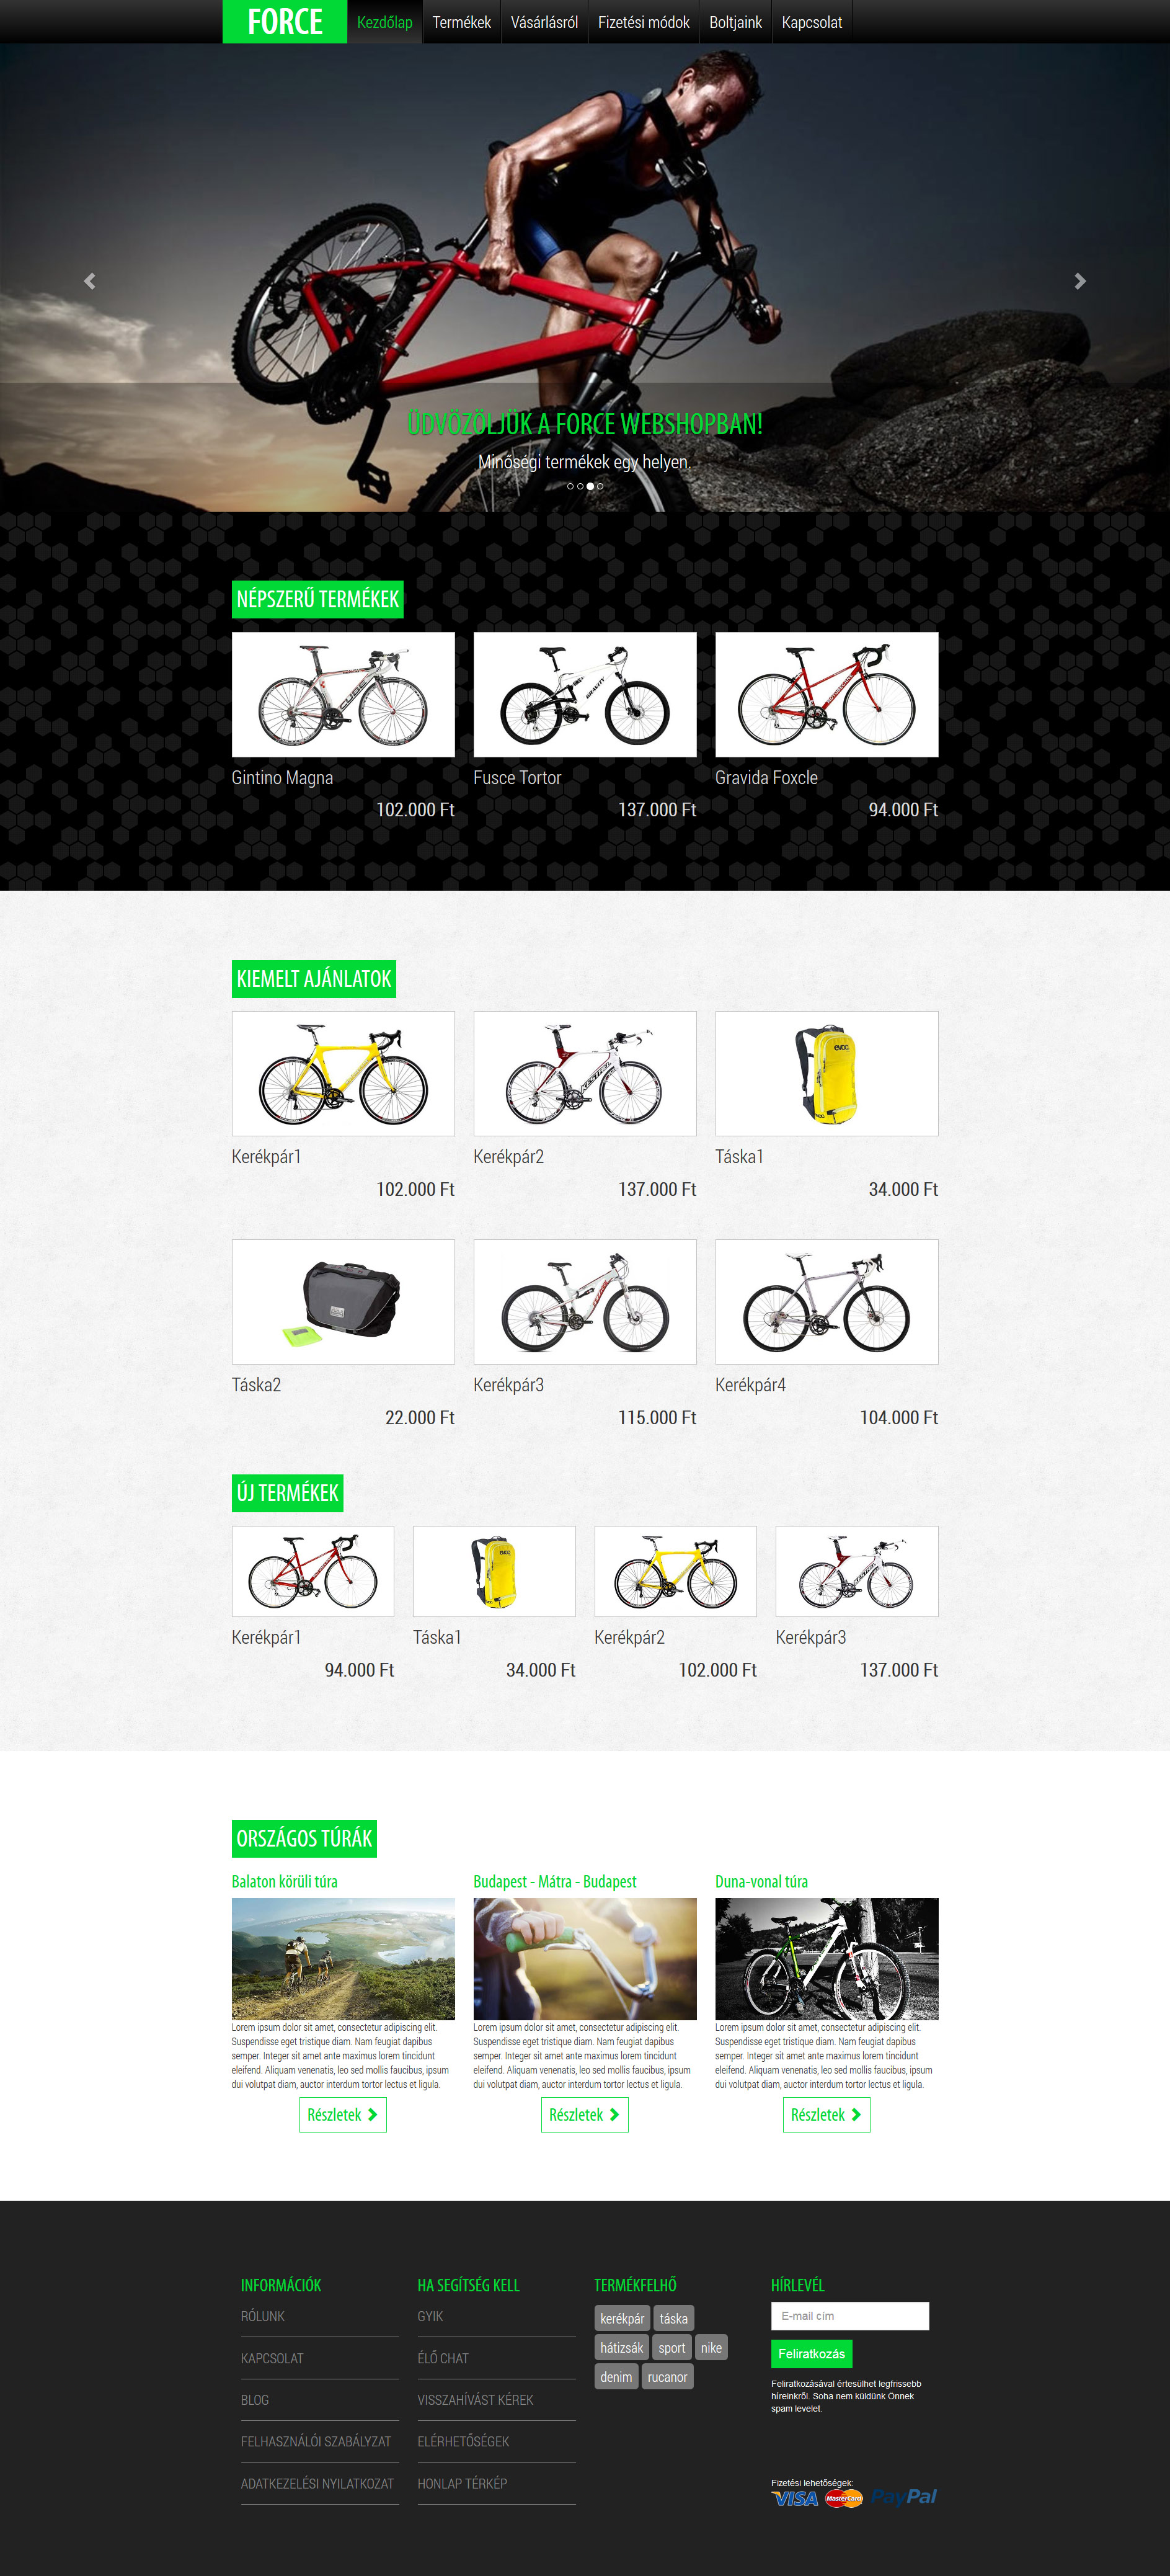 FORCE Kezdőlap Termékek Vásárlásról Fizetési módok Boltjaink Kapcsolat
ÜDVÖZÖLJÜK A FORCE WEBSHOPBAN!
Minőségi termékek egy helyen.
NÉPSZERŰ TERMÉKEK
CUBE
GRAVITY
Gintino Magna
102.000 Ft
Fusce Tortor
137.000 Ft
Gravida Foxcle
94.000 Ft
KIEMELT AJÁNLATOK
KESTREL
evoc
Kerékpár1
102.000 Ft
Kerékpár2
137.000 Ft
Táska1
34.000 Ft
Táska2
22.000 Ft
Kerékpár3
115.000 Ft
Kerékpár4
104.000 Ft
ÚJ TERMÉKEK
evoc
KESTREL
Kerékpár1
94.000 Ft
Táska1
34.000 Ft
Kerékpár2
102.000 Ft
Kerékpár3
137.000 Ft
ORSZÁGOS TÚRÁK
Balaton körüli túra
Lorem ipsum dolor sit amet, consectetur adipiscing elit.
Suspendisse eget tristique diam. Nam feugiat dapibus
semper. Integer sit amet ante maximus lorem tincidunt
eleifend. Aliquam venenatis, leo sed mollis faucibus, ipsum
dui volutpat diam, auctor interdum tortor lectus et ligula.
Részletek
Budapest - Mátra - Budapest
Lorem ipsum dolor sit amet, consectetur adipiscing elit.
Suspendisse eget tristique diam. Nam feugiat dapibus
semper. Integer sit amet ante maximus lorem tincidunt
eleifend. Aliquam venenatis, leo sed mollis faucibus, ipsum
dui volutpat diam, auctor interdum tortor lectus et ligula.
Részletek
Duna-vonal túra
Lorem ipsum dolor sit amet, consectetur adipiscing elit.
Suspendisse eget tristique diam. Nam feugiat dapibus
semper. Integer sit amet ante maximus lorem tincidunt
eleifend. Aliquam venenatis, leo sed mollis faucibus, ipsum
dui volutpat diam, auctor interdum tortor lectus et ligula.
Részletek
INFORMÁCIÓK
RÓLUNK
KAPCSOLAT
BLOG
FELHASZNÁLÓI SZABÁLYZAT
ADATKEZELÉSI NYILATKOZAT
HA SEGÍTSÉG KELL
GYIK
ÉLŐ CHAT
VISSZAHÍVÁST KÉREK
ELÉRHETŐSÉGEK
HONLAP TÉRKÉP
TERMÉKFELHŐ
kerékpár táska
hátizsák sport nike
denim rucanor
HÍRLEVÉL
E-mail cím
Feliratkozás
Feliratkozásával értesülhet legfrissebb
híreinkről. Soha nem küldünk Önnek
spam levelet.
Fizetési lehetőségek:
VISA MasterCard PayPal